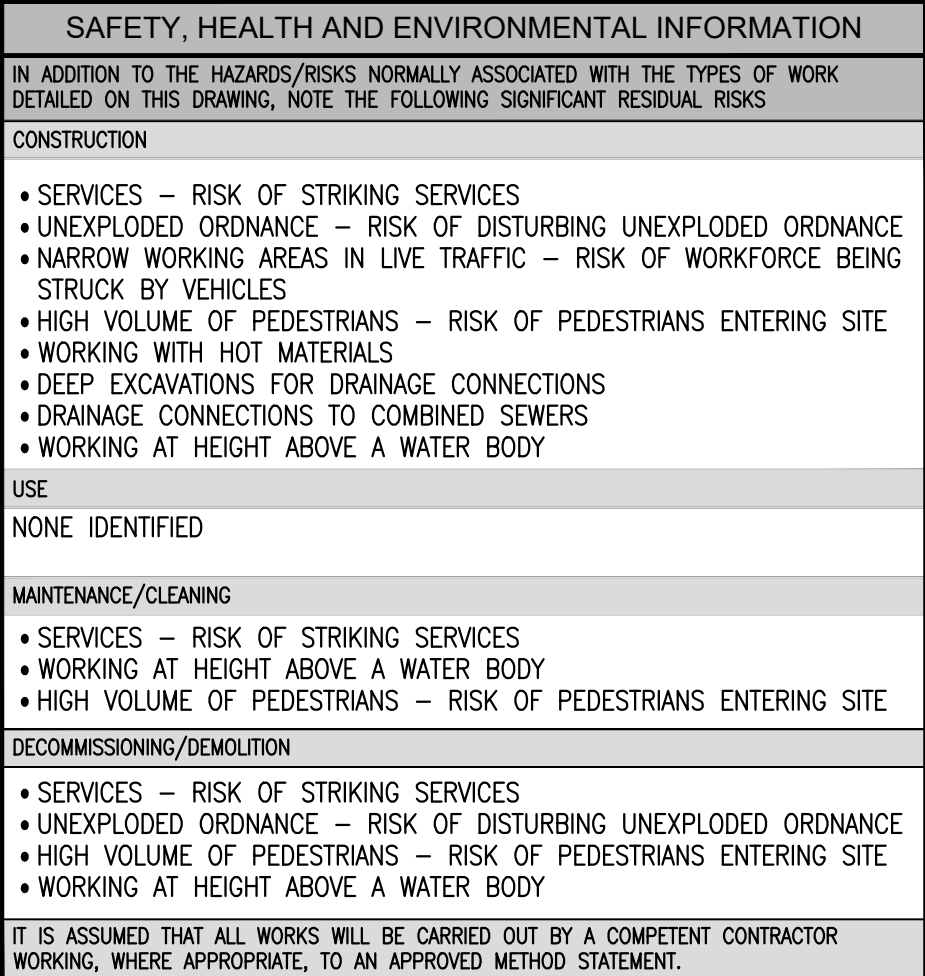 SAFETY, HEALTH AND ENVIRONMENTAL INFORMATION
IN ADDITION TO THE HAZARDS/RISKS NORMALLY ASSOCIATED WITH THE TYPES OF WORK
DETAILED ON THIS DRAWING, NOTE THE FOLLOWING SIGNIFICANT RESIDUAL RISKS
CONSTRUCTION
• SERVICES – RISK OF STRIKING SERVICES
• UNEXPLODED ORDNANCE – RISK OF DISTURBING UNEXPLODED ORDNANCE
• NARROW WORKING AREAS IN LIVE TRAFFIC – RISK OF WORKFORCE BEING
STRUCK BY VEHICLES
• HIGH VOLUME OF PEDESTRIANS – RISK OF PEDESTRIANS ENTERING SITE
• WORKING WITH HOT MATERIALS
• DEEP EXCAVATIONS FOR DRAINAGE CONNECTIONS
• DRAINAGE CONNECTIONS TO COMBINED SEWERS
• WORKING AT HEIGHT ABOVE A WATER BODY
USE
NONE IDENTIFIED
MAINTENANCE/CLEANING
• SERVICES – RISK OF STRIKING SERVICES
• WORKING AT HEIGHT ABOVE A WATER BODY
• HIGH VOLUME OF PEDESTRIANS – RISK OF PEDESTRIANS ENTERING SITE
DECOMMISSIONING/DEMOLITION
• SERVICES – RISK OF STRIKING SERVICES
• UNEXPLODED ORDNANCE – RISK OF DISTURBING UNEXPLODED ORDNANCE
• HIGH VOLUME OF PEDESTRIANS – RISK OF PEDESTRIANS ENTERING SITE
• WORKING AT HEIGHT ABOVE A WATER BODY
IT IS ASSUMED THAT ALL WORKS WILL BE CARRIED OUT BY A COMPETENT CONTRACTOR
WORKING, WHERE APPROPRIATE, TO AN APPROVED METHOD STATEMENT.